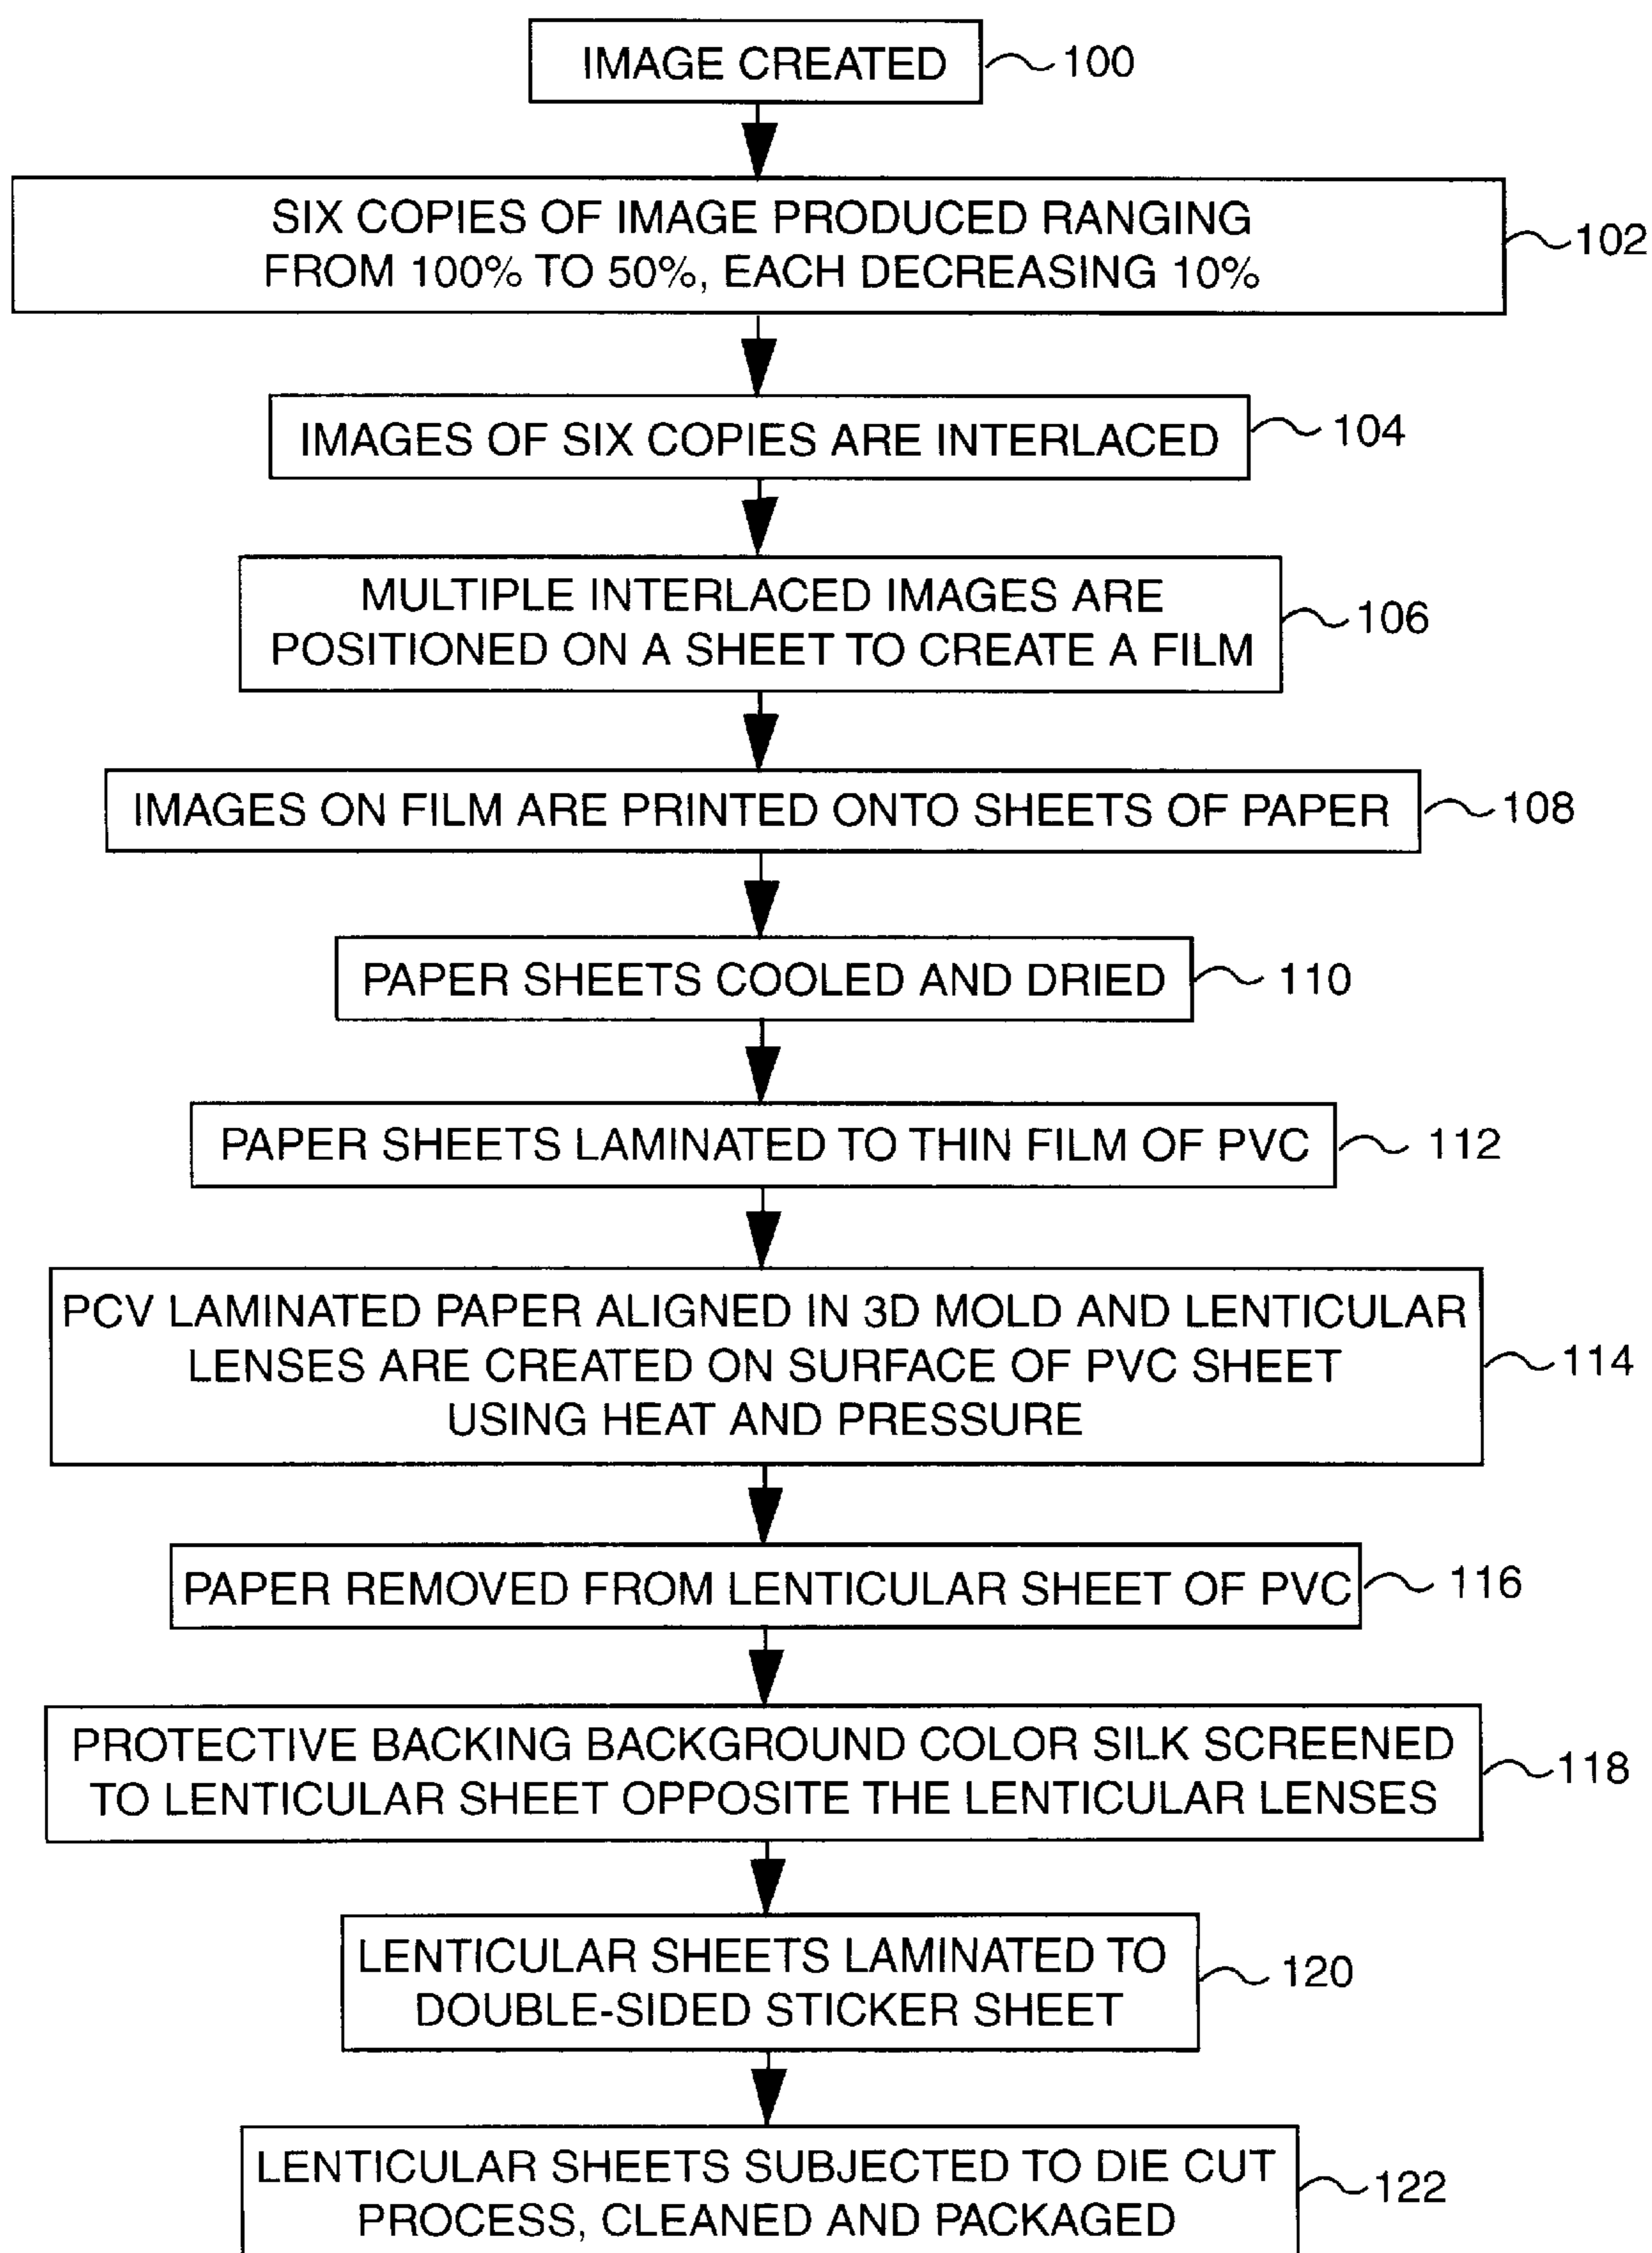 IMAGE CREATED
100
SIX COPIES OF IMAGE PRODUCED RANGING
FROM 100% TO 50%, EACH DECREASING 10%
102
IMAGES OF SIX COPIES ARE INTERLACED
104
MULTIPLE INTERLACED IMAGES ARE
POSITIONED ON A SHEET TO CREATE A FILM
106
IMAGES ON FILM ARE PRINTED ONTO SHEETS OF PAPER
108
PAPER SHEETS COOLED AND DRIED
110
PAPER SHEETS LAMINATED TO THIN FILM OF PVC
112
PCV LAMINATED PAPER ALIGNED IN 3D MOLD AND LENTICULAR
LENSES ARE CREATED ON SURFACE OF PVC SHEET
USING HEAT AND PRESSURE
114
PAPER REMOVED FROM LENTICULAR SHEET OF PVC
116
PROTECTIVE BACKING BACKGROUND COLOR SILK SCREENED
TO LENTICULAR SHEET OPPOSITE THE LENTICULAR LENSES
118
LENTICULAR SHEETS LAMINATED TO
DOUBLE-SIDED STICKER SHEET
120
LENTICULAR SHEETS SUBJECTED TO DIE CUT
PROCESS, CLEANED AND PACKAGED
122